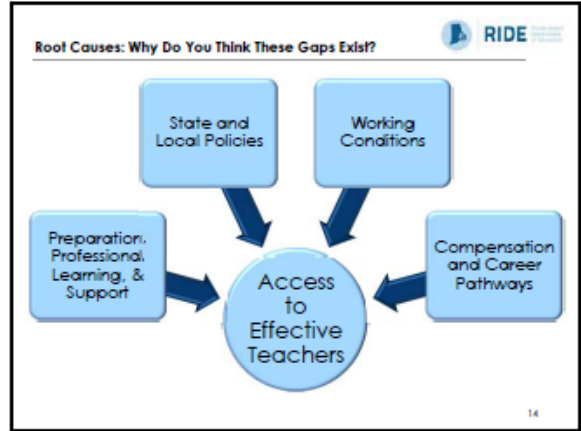 Root Causes: Why Do You Think These Gaps Exist?
RIDE
State and
Local Policies
Working
Conditions
Preparation,
Professional
Learning, &
Support
Compensation
and Career
Pathways
Access
to
Effective
Teachers
14